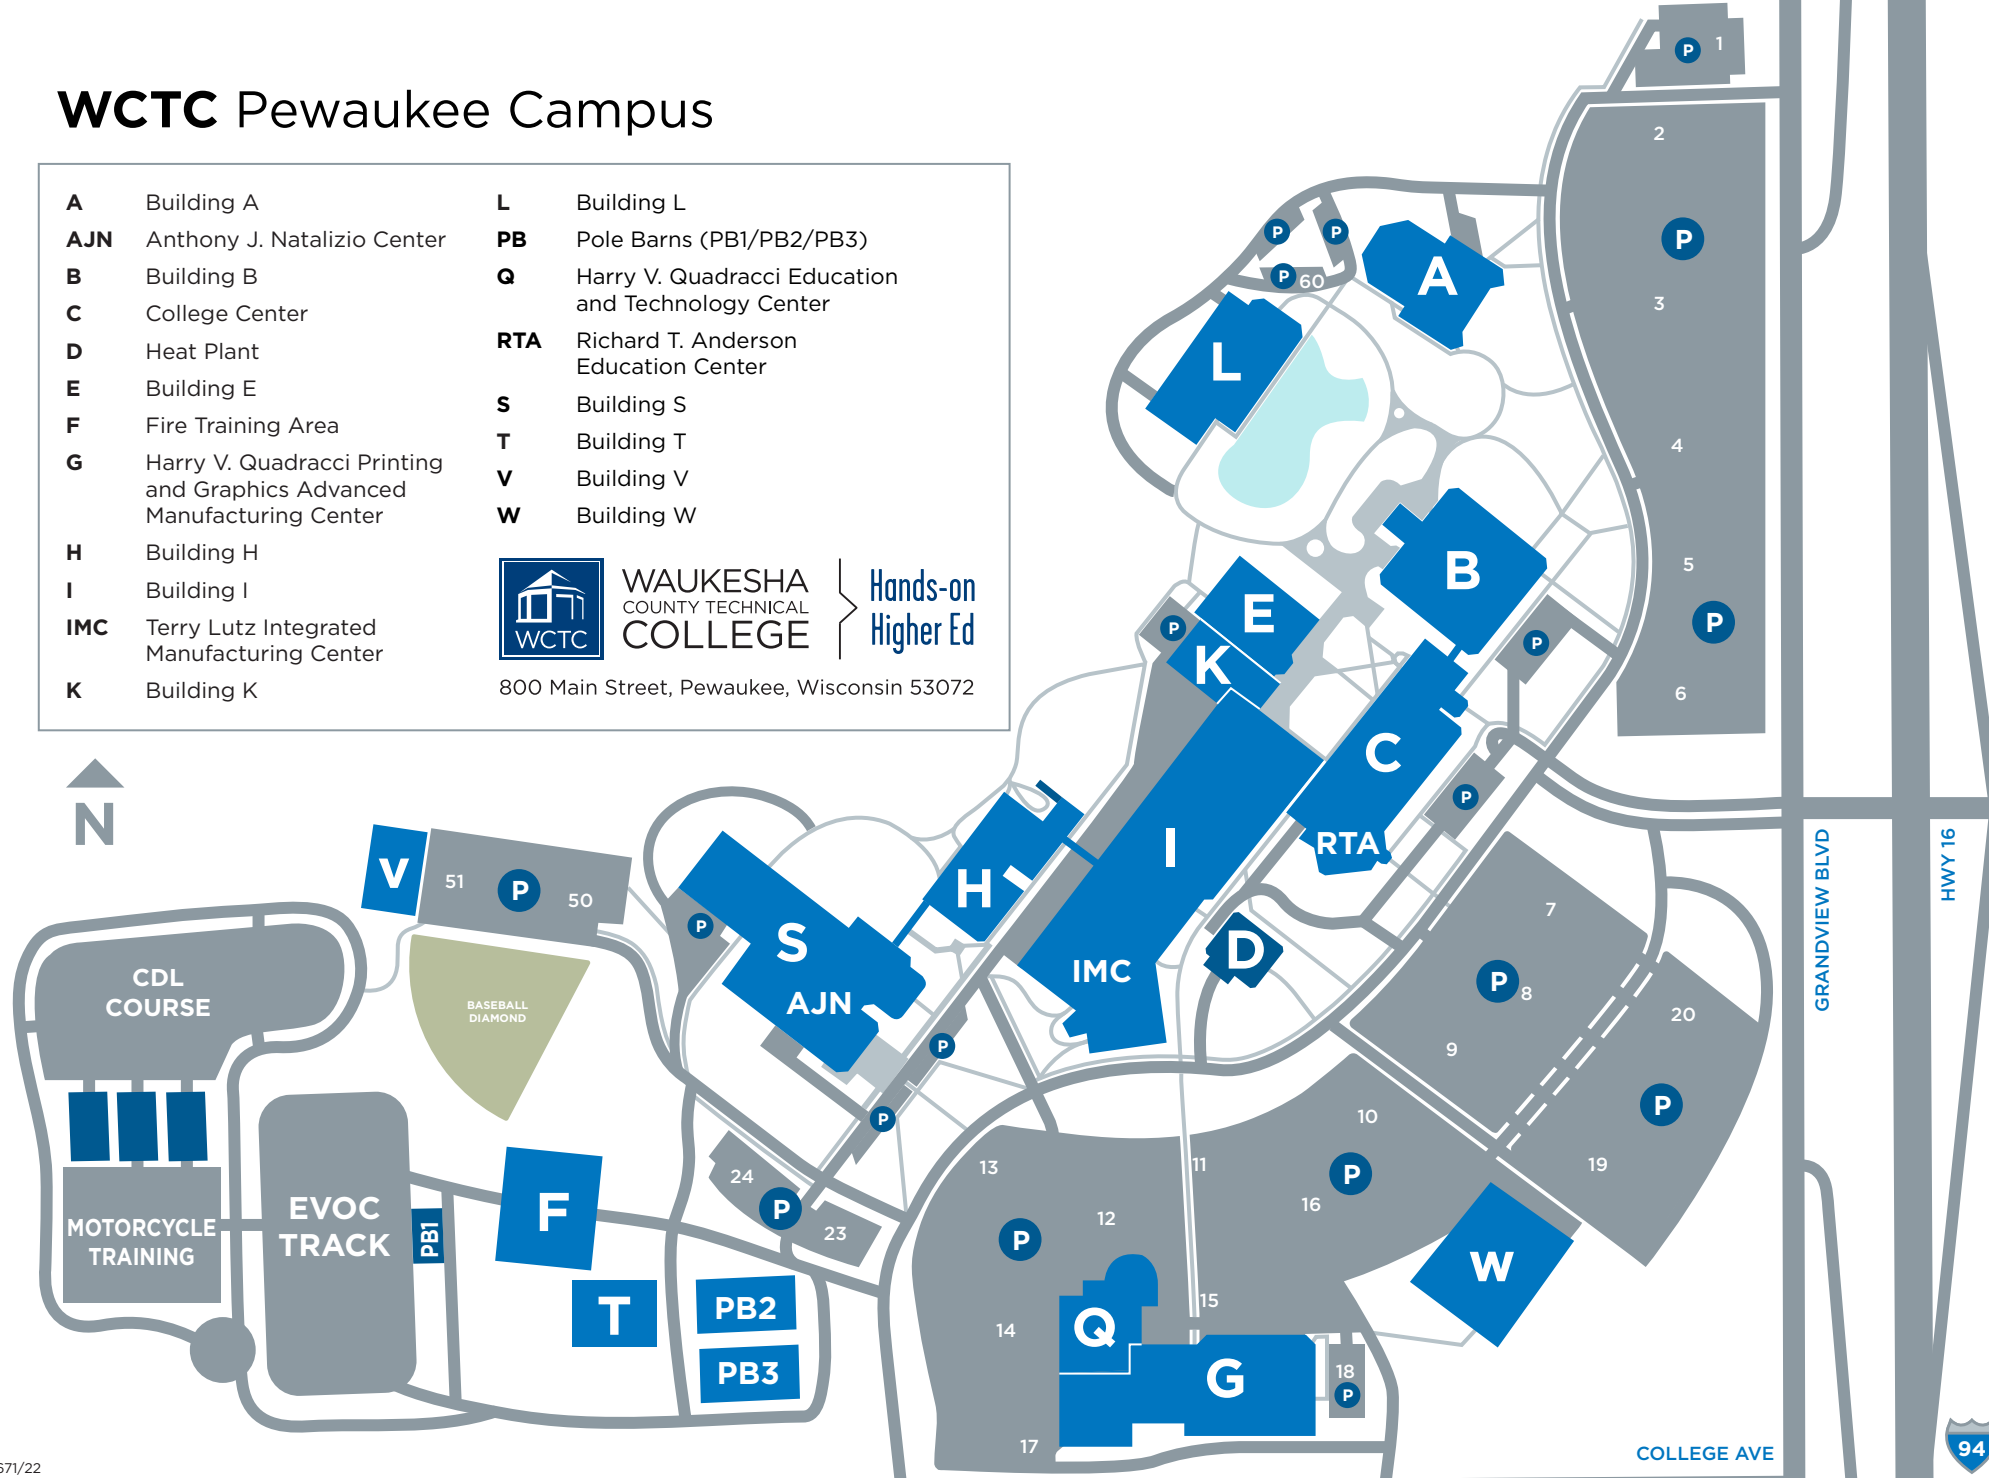 WCTC Pewaukee Campus
A Building A
AJN Anthony J. Natalizio Center
B Building B
C College Center
D Heat Plant
E Building E
F Fire Training Area
G Harry V. Quadracci Printing
and Graphics Advanced
Manufacturing Center
H Building H
I Building I
IMC Terry Lutz Integrated
Manufacturing Center
K Building K
L Building L
PB Pole Barns (PB1/PB2/PB3)
Q Harry V. Quadracci Education
and Technology Center
RTA Richard T. Anderson
Education Center
S Building S
T Building T
V Building V
W Building W
WCTC
WAUKESHA
COUNTY TECHNICAL
COLLEGE
Hands-on
Higher Ed
800 Main Street, Pewaukee, Wisconsin 53072
N
P 1
2
P
3
4
5
P
6
P
P
P 60
A
L
B
E
P
K
P
C
P
RTA
I
IMC
H
D
V
51 P 50
P
S
AJN
P
P
BASEBALL
DIAMOND
CDL
COURSE
MOTORCYCLE
TRAINING
EVOC
TRACK
PB1
F
T
PB2
PB3
24
P
23
7
P 8
9
20
P
19
10
11
P
16
13
12
P
14
15
Q
G
17
18
P
W
GRANDVIEW BLVD
HWY 16
COLLEGE AVE
94
671/22